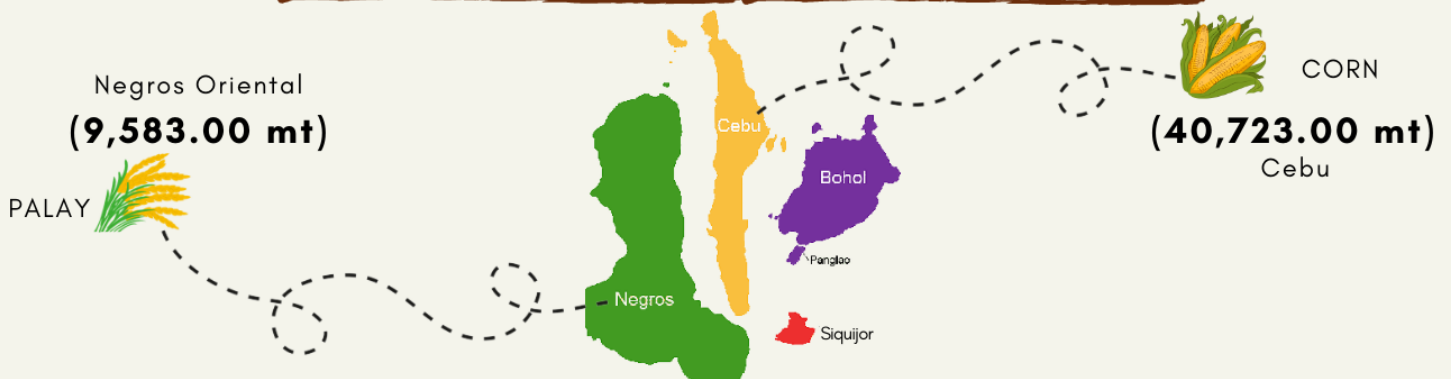 Negros Oriental
(9,583.00 mt)
PALAY
CORN
(40,723.00 mt)
Cebu
Cebu
Bohol
Panglao
Negros
Siquijor